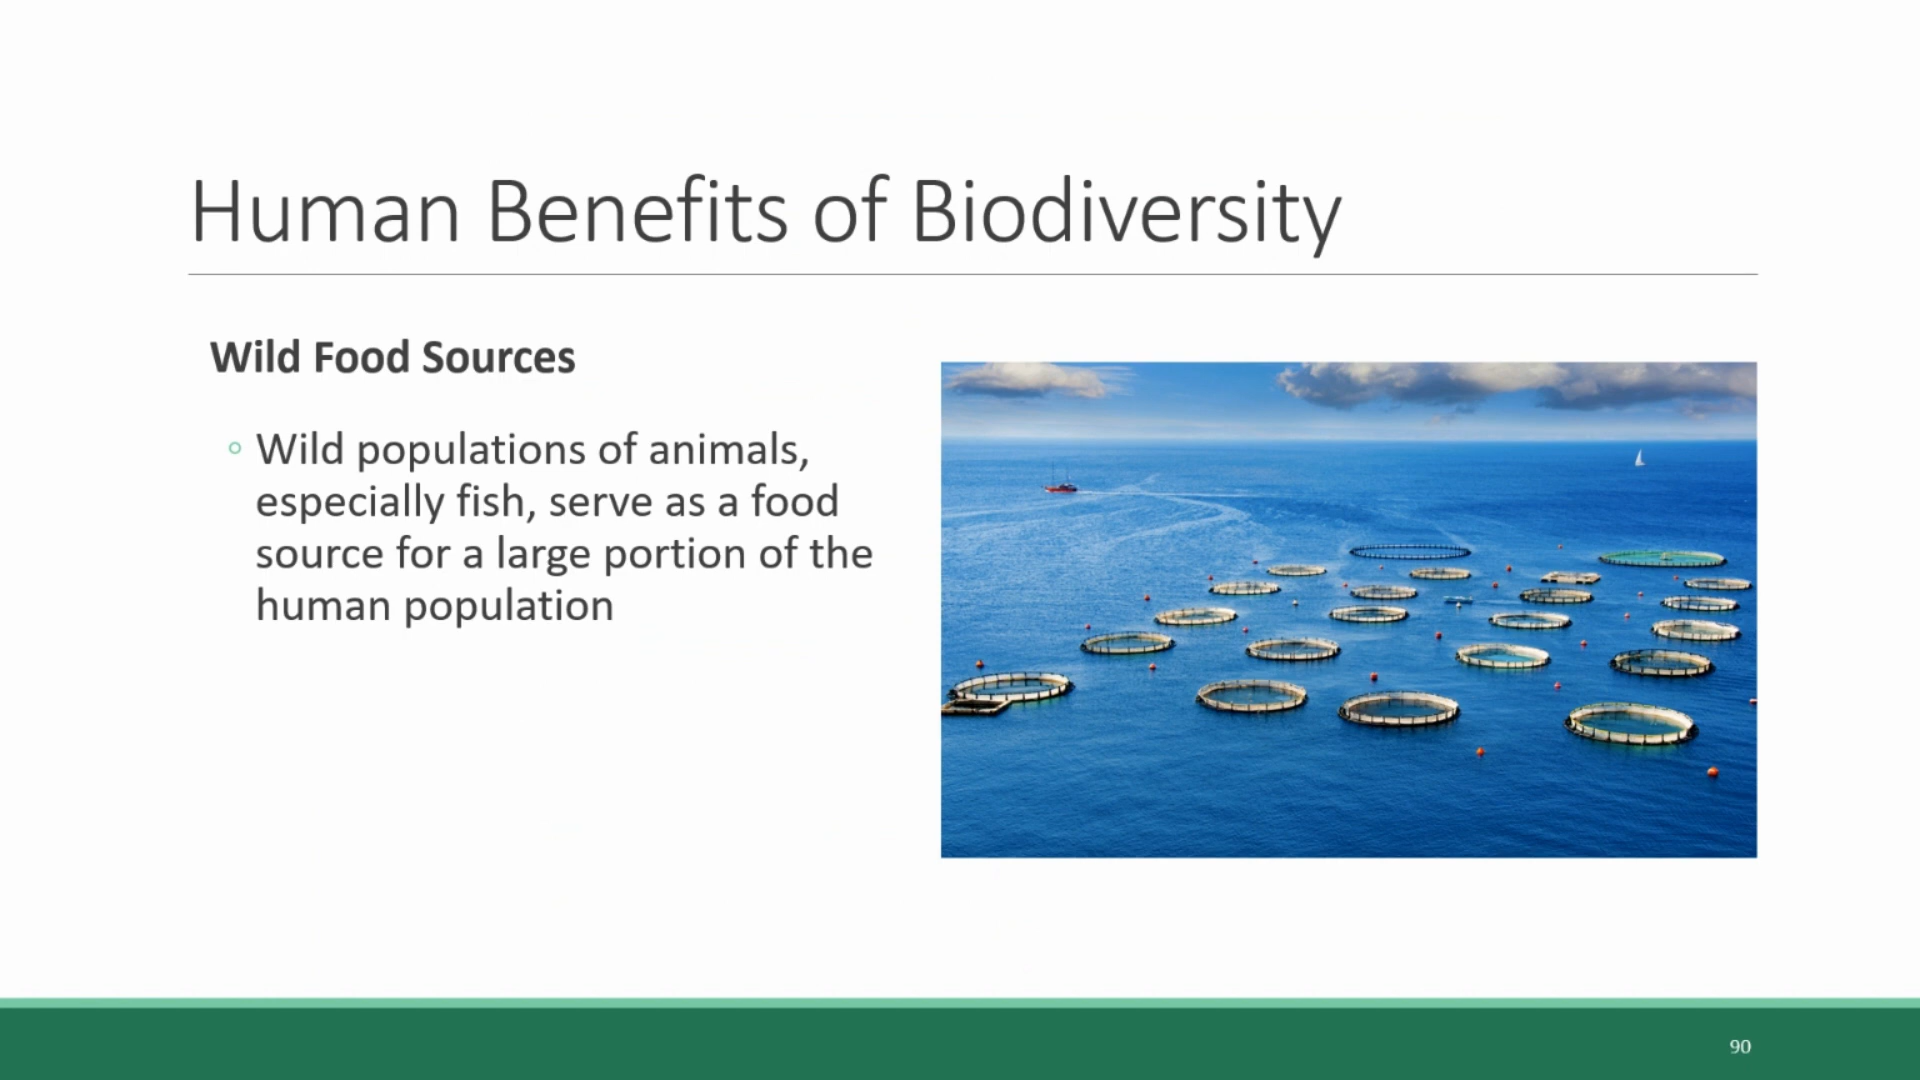 Human Benefits of Biodiversity
Wild Food Sources
◦ Wild populations of animals,
especially fish, serve as a food
source for a large portion of the
human population
90